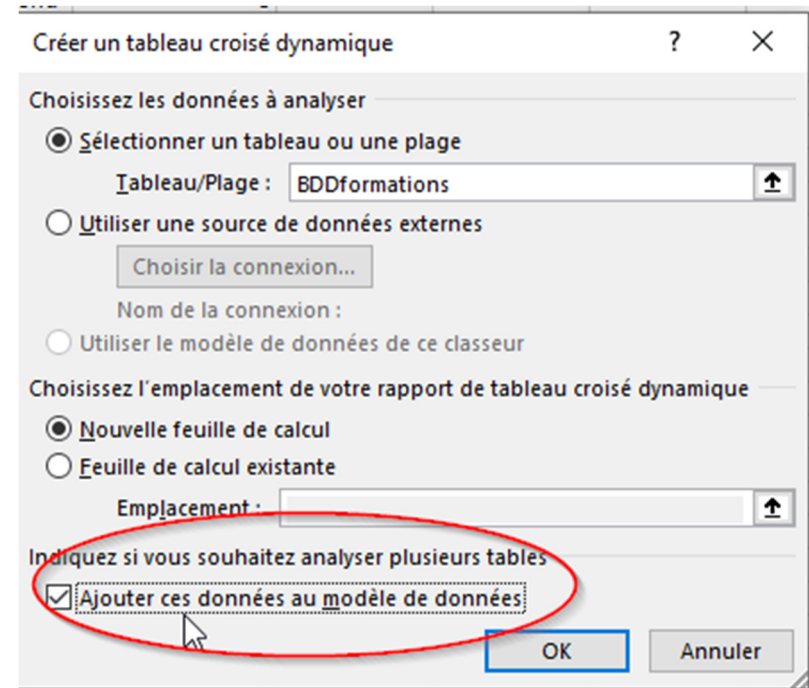 Créer un tableau croisé dynamique ?
Choisissez les données à analyser
Sélectionner un tableau ou une plage
Tableau/Plage : BDDformations
Utiliser une source de données externes
Choisir la connexion...
Nom de la connexion :
Utiliser le modèle de données de ce classeur
Choisissez l'emplacement de votre rapport de tableau croisé dynamique
Nouvelle feuille de calcul
Feuille de calcul existante
Emplacement :
Indiquez si vous souhaitez analyser plusieurs tables
Ajouter ces données au modèle de données
OK Annuler